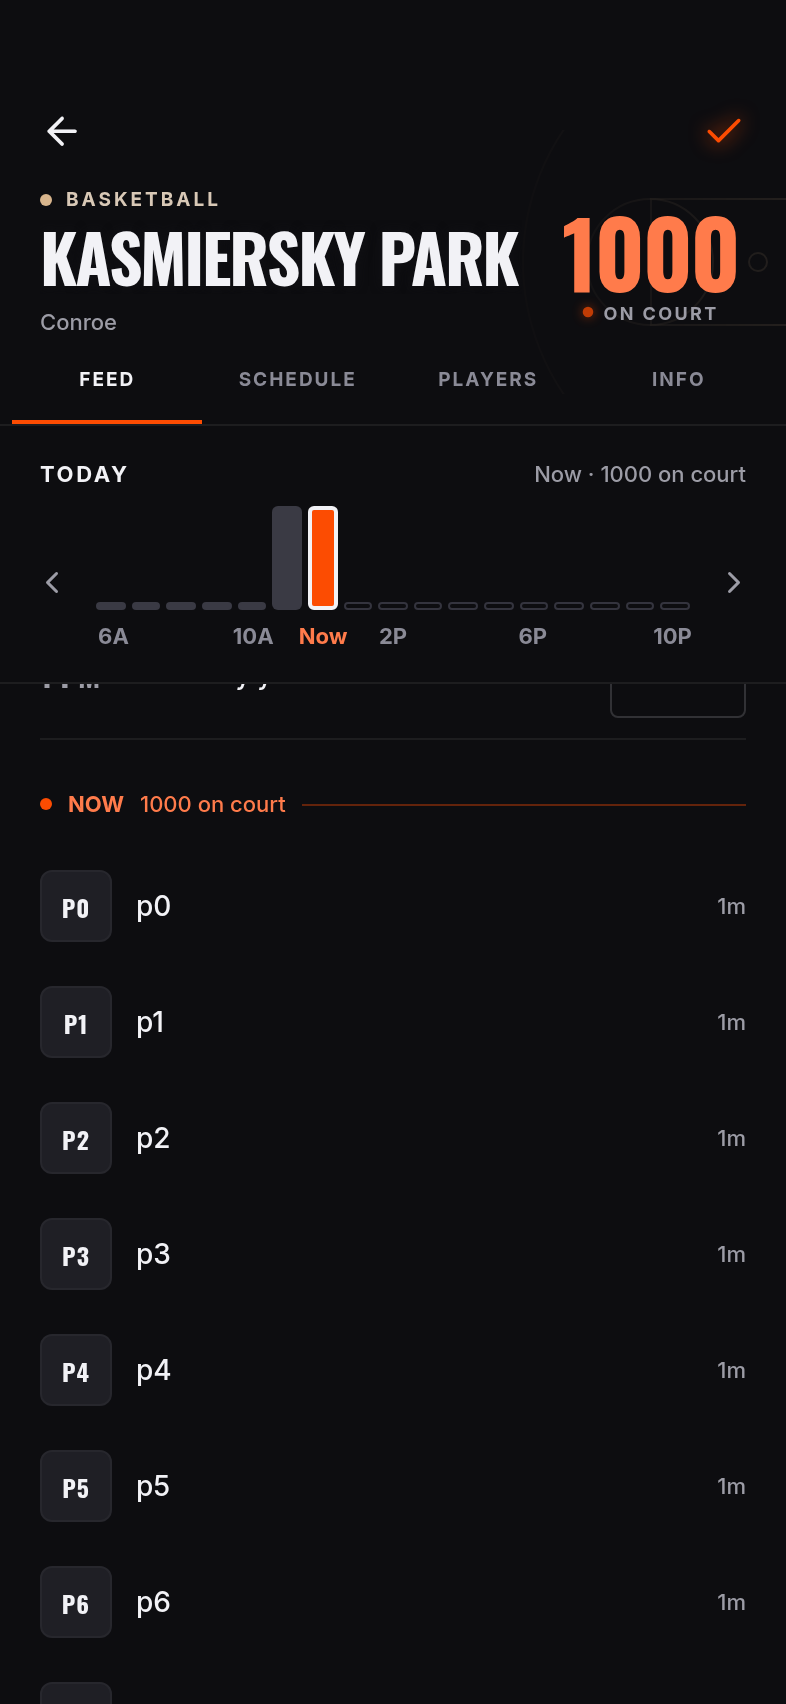 BASKETBALL
KASMIERSKY PARK
1000
Conroe
ON COURT
FEED SCHEDULE PLAYERS INFO
TODAY
Now · 1000 on court
6A 10A Now 2P 6P 10P
NOW 1000 on court
P0 p0 1m
P1 p1 1m
P2 p2 1m
P3 p3 1m
P4 p4 1m
P5 p5 1m
P6 p6 1m